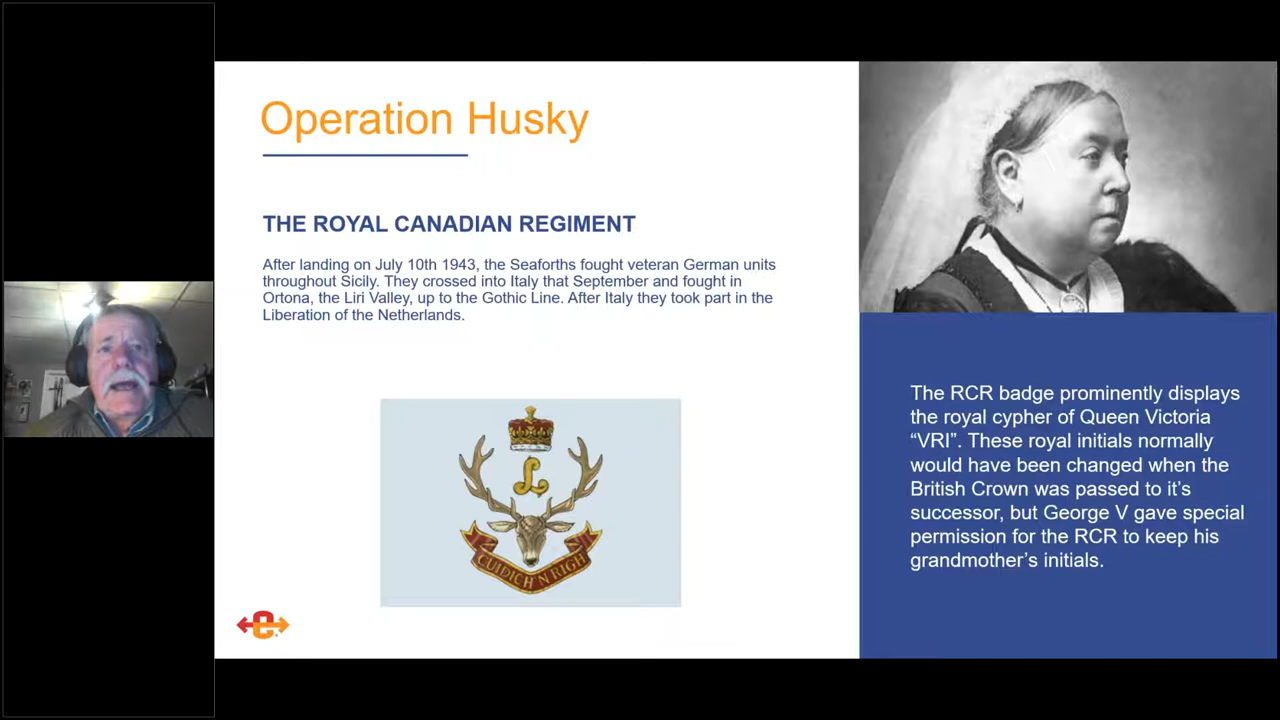 Operation Husky
THE ROYAL CANADIAN REGIMENT
After landing on July 10th 1943, the Seaforths fought veteran German units
throughout Sicily. They crossed into Italy that September and fought in
Ortona, the Liri Valley, up to the Gothic Line. After Italy they took part in the
Liberation of the Netherlands.
L
CUIDICH'N RIGH
e
The RCR badge prominently displays
the royal cypher of Queen Victoria
“VRI”. These royal initials normally
would have been changed when the
British Crown was passed to it’s
successor, but George V gave special
permission for the RCR to keep his
grandmother’s initials.